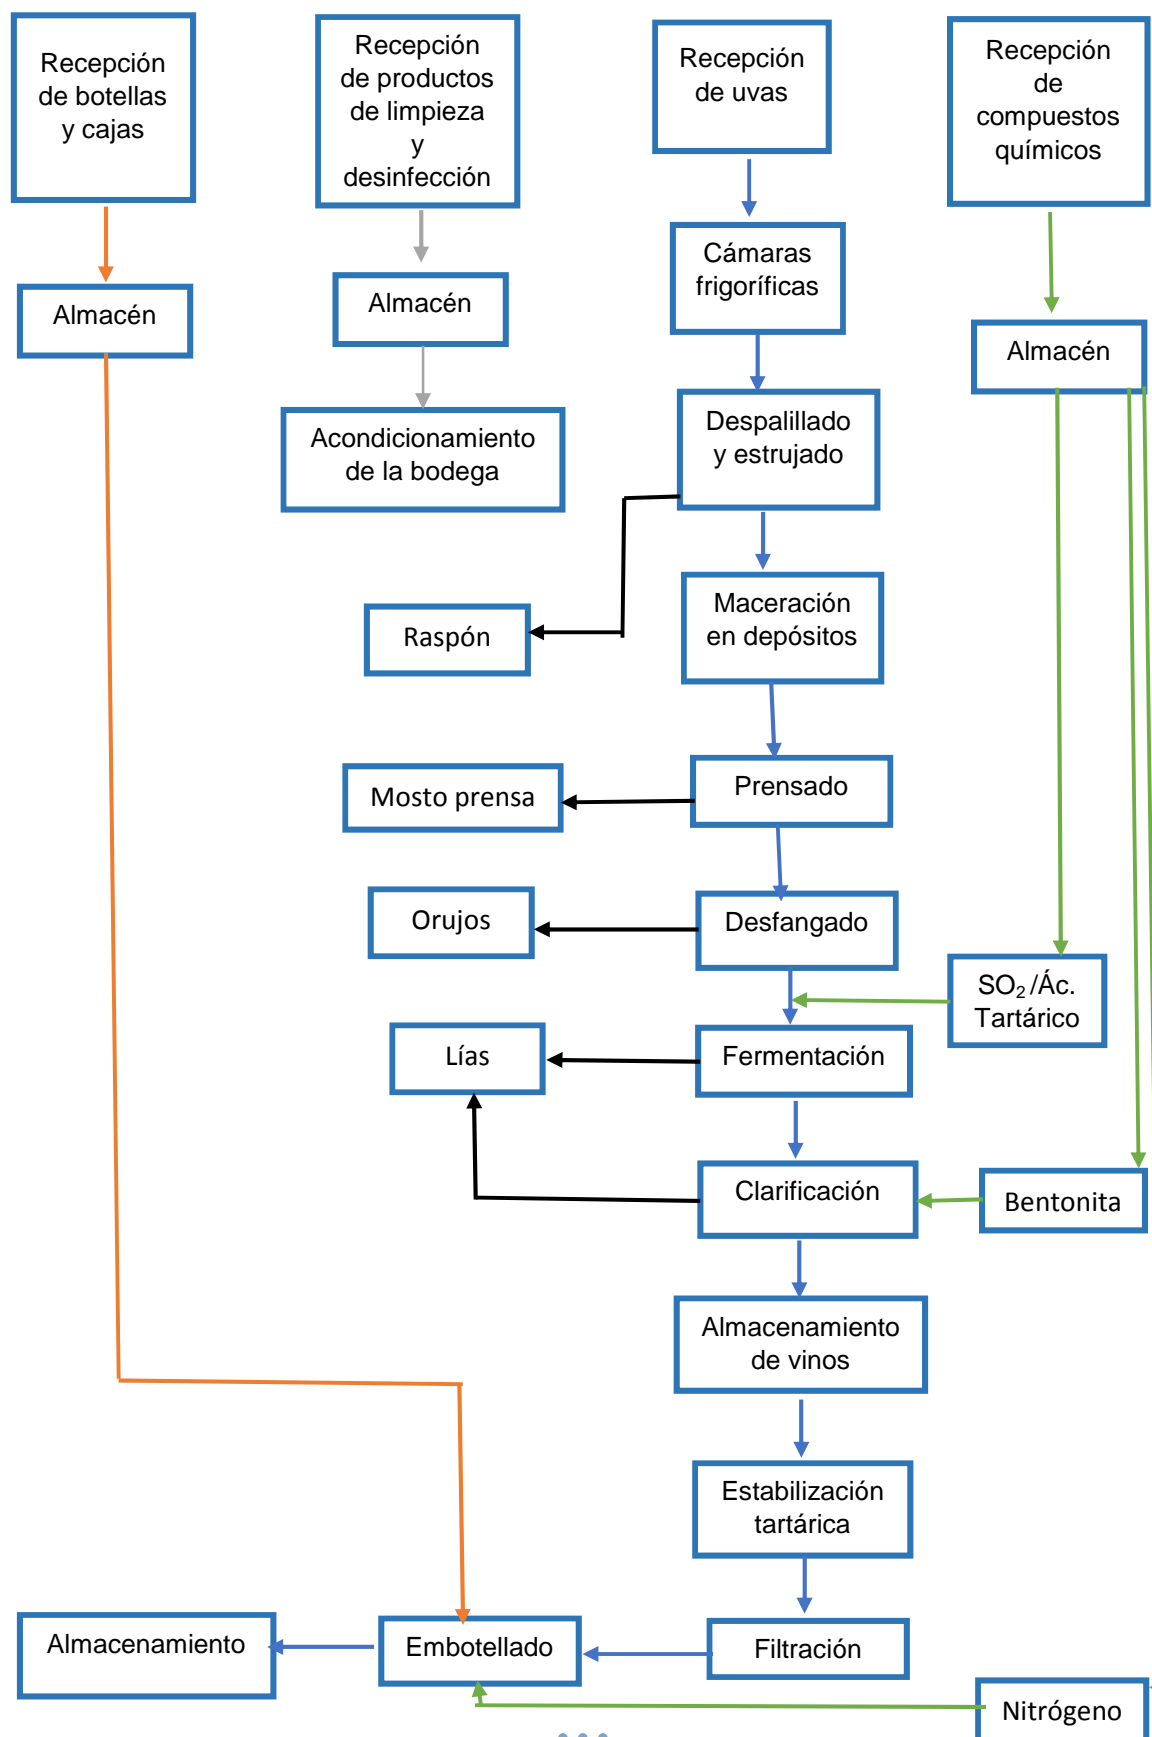 Recepción
de botellas
y cajas
Recepción
de productos
de limpieza
y
desinfección
Recepción
de uvas
Recepción
de
compuestos
químicos
Cámaras
frigoríficas
Almacén
Almacén
Almacén
Acondicionamiento
de la bodega
Despalillado
y estrujado
Raspón
Maceración
en depósitos
Mosto prensa
Prensado
Orujos
Desfangado
SO₂ /Ác.
Tartárico
Lías
Fermentación
Clarificación
Bentonita
Almacenamiento
de vinos
Estabilización
tartárica
Almacenamiento
Embotellado
Filtración
Nitrógeno